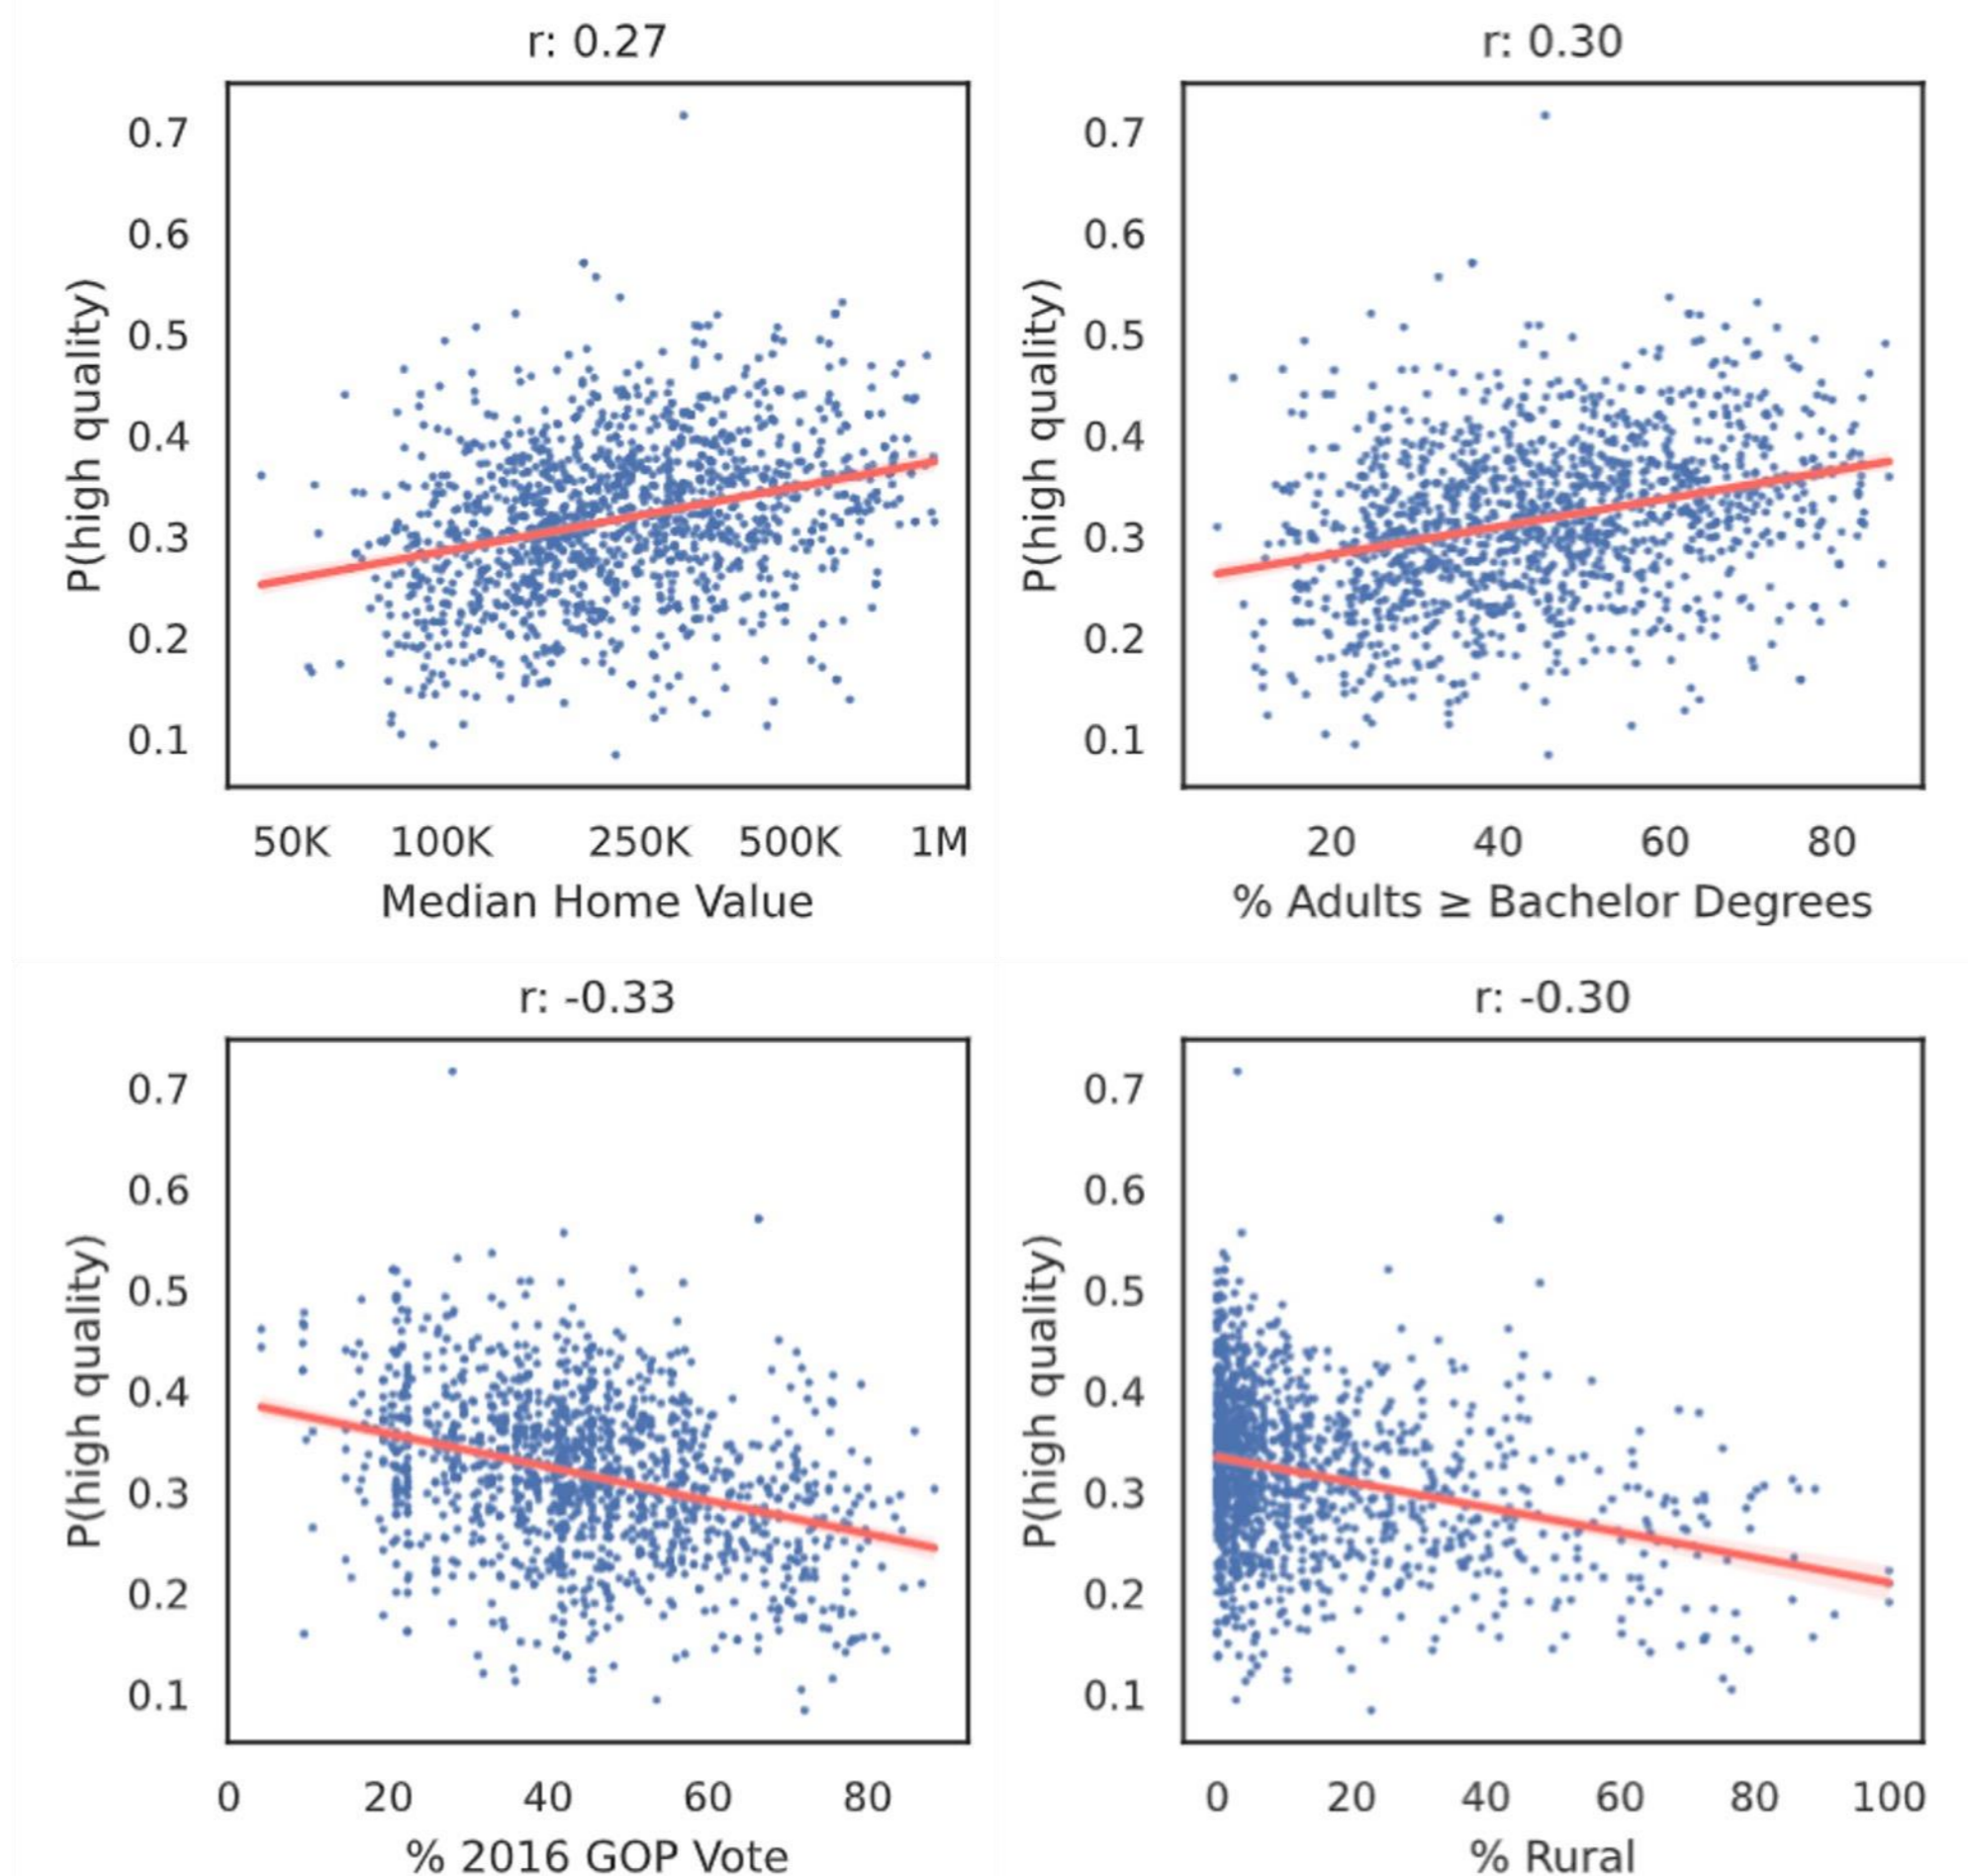 r: 0.27
P(high quality)
0.7
0.6
0.5
0.4
0.3
0.2
0.1
50K 100K 250K 500K 1M
Median Home Value
r: 0.30
P(high quality)
0.7
0.6
0.5
0.4
0.3
0.2
0.1
20 40 60 80
% Adults ≥ Bachelor Degrees
r: -0.33
P(high quality)
0.7
0.6
0.5
0.4
0.3
0.2
0.1
0 20 40 60 80
% 2016 GOP Vote
r: -0.30
P(high quality)
0.7
0.6
0.5
0.4
0.3
0.2
0.1
0 20 40 60 80 100
% Rural